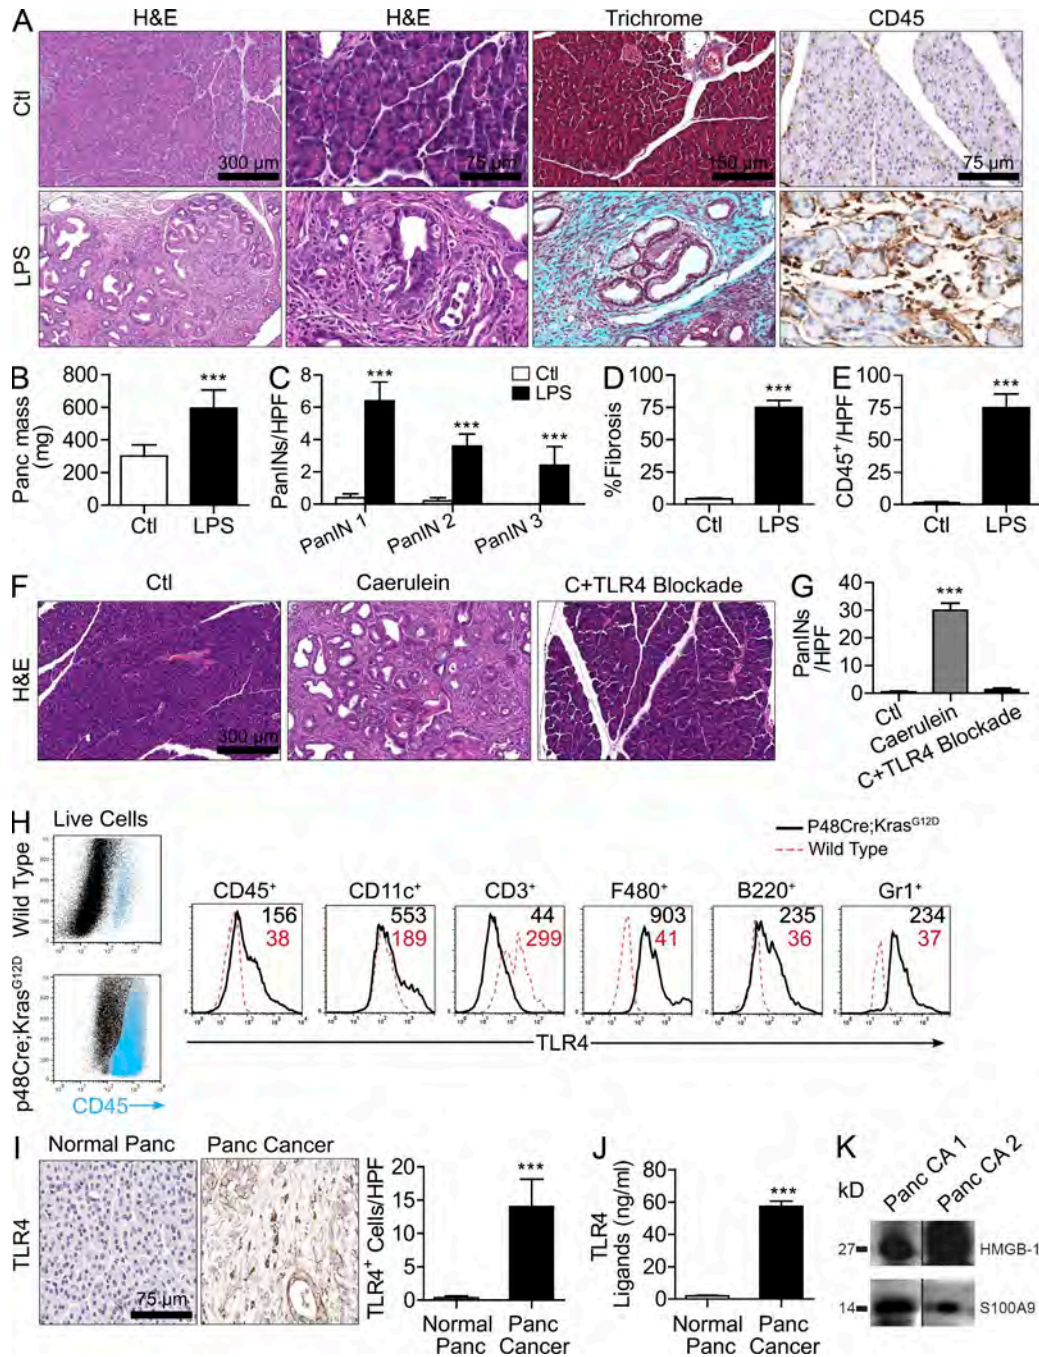 A
H&E
H&E
Trichrome
CD45
Ctl
300 µm
75 µm
150 µm
75 µm
LPS
B
Panc mass
(mg)
800
600
400
200
0
***
Ctl
LPS
C
PanINs/HPF
8
6
4
2
0
***
***
***
Ctl
LPS
PanIN 1
PanIN 2
PanIN 3
D
%Fibrosis
100
75
50
25
0
***
Ctl
LPS
E
CD45+/HPF
100
75
50
25
0
***
Ctl
LPS
F
Ctl
Caerulein
C+TLR4 Blockade
H&E
300 µm
G
PanINs
/HPF
40
30
20
10
0
***
Ctl
Caerulein
C+TLR4 Blockade
H
Live Cells
Wild Type
p48Cre;KrasG12D
CD45
P48Cre;KrasG12D
Wild Type
CD45+
156
38
CD11c+
553
189
CD3+
44
299
F480+
903
41
B220+
235
36
Gr1+
234
37
TLR4
I
Normal Panc
Panc Cancer
TLR4
75 µm
TLR4+ Cells/HPF
20
15
10
5
0
***
Normal
Panc
Panc
Cancer
J
TLR4
Ligands (ng/ml)
80
60
40
20
0
***
Normal
Panc
Panc
Cancer
K
kD
Panc CA 1
Panc CA 2
27
HMGB-1
14
S100A9